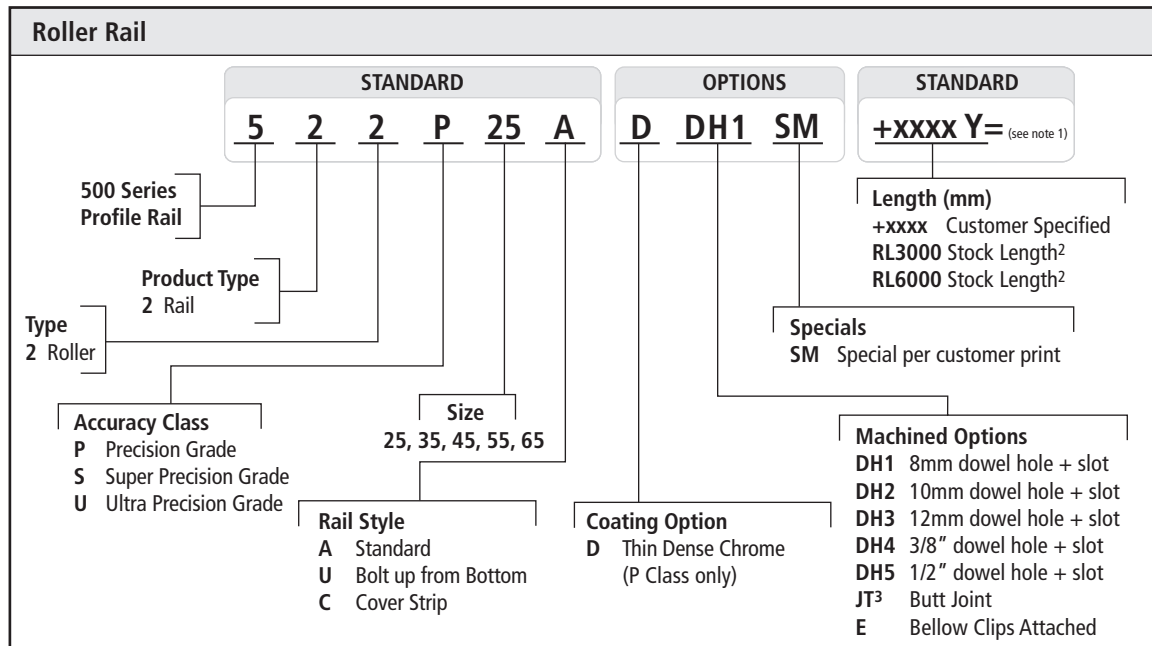 Roller Rail
STANDARD
OPTIONS
STANDARD
5 2 2 P 25 A
D DH1 SM
+xxxx Y= (see note 1)
500 Series
Profile Rail
Product Type
2 Rail
Type
2 Roller
Accuracy Class
P Precision Grade
S Super Precision Grade
U Ultra Precision Grade
Size
25, 35, 45, 55, 65
Rail Style
A Standard
U Bolt up from Bottom
C Cover Strip
Coating Option
D Thin Dense Chrome
(P Class only)
Length (mm)
+xxxx Customer Specified
RL3000 Stock Length²
RL6000 Stock Length²
Specials
SM Special per customer print
Machined Options
DH1 8mm dowel hole + slot
DH2 10mm dowel hole + slot
DH3 12mm dowel hole + slot
DH4 3/8" dowel hole + slot
DH5 1/2" dowel hole + slot
JT³ Butt Joint
E Bellow Clips Attached